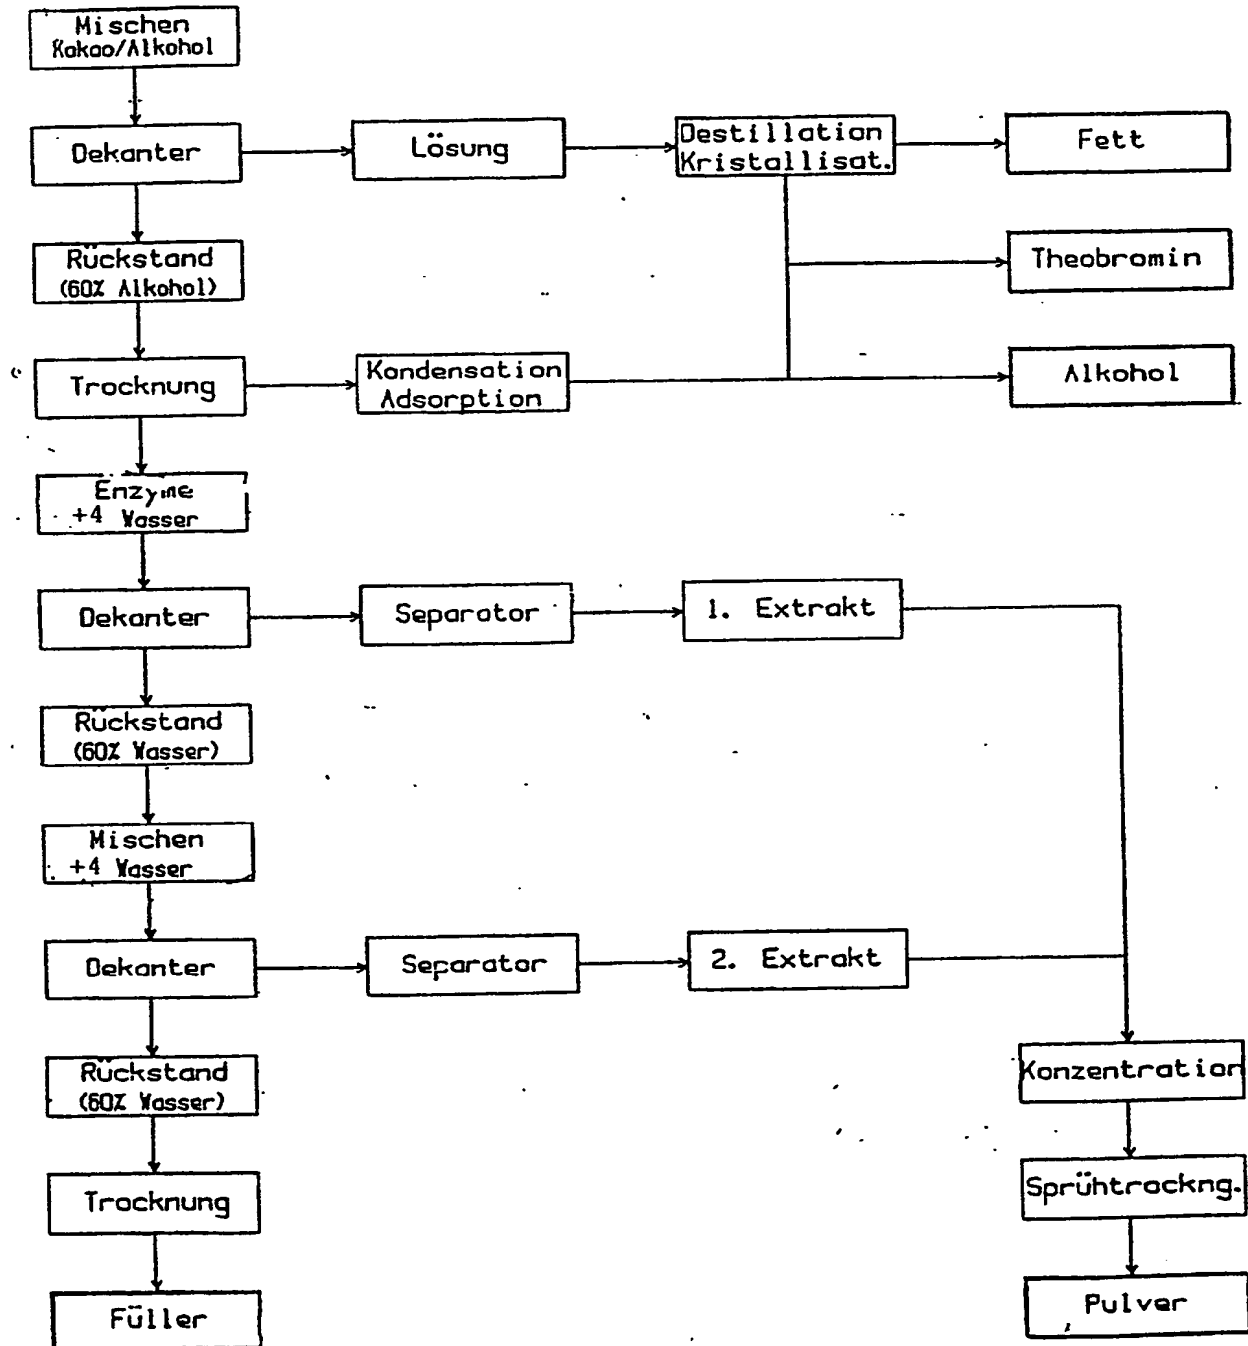 Mischen
Kakao/Alkohol
Dekanter
Lösung
Destillation
Kristallisat.
Fett
Rückstand
(60% Alkohol)
Theobromin
Trocknung
Kondensation
Adsorption
Alkohol
Enzyme
+4 Wasser
Dekanter
Separator
1. Extrakt
Rückstand
(60% Wasser)
Mischen
+4 Wasser
Dekanter
Separator
2. Extrakt
Rückstand
(60% Wasser)
Konzentration
Trocknung
Sprühtrockng.
Füller
Pulver